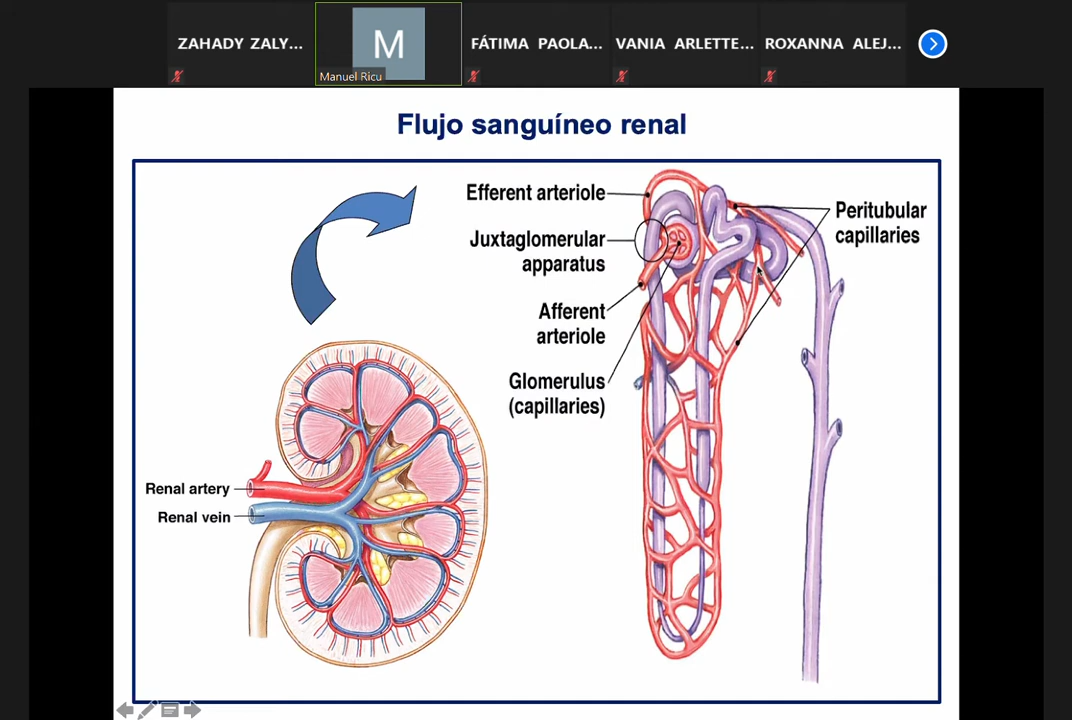 ZAHADY ZALY...
M
Manuel Ricu
FÁTIMA PAOLA...
VANIA ARLETTE...
ROXANNA ALEJ...
Flujo sanguíneo renal
Efferent arteriole
Juxtaglomerular
apparatus
Afferent
arteriole
Glomerulus
(capillaries)
Peritubular
capillaries
Renal artery
Renal vein